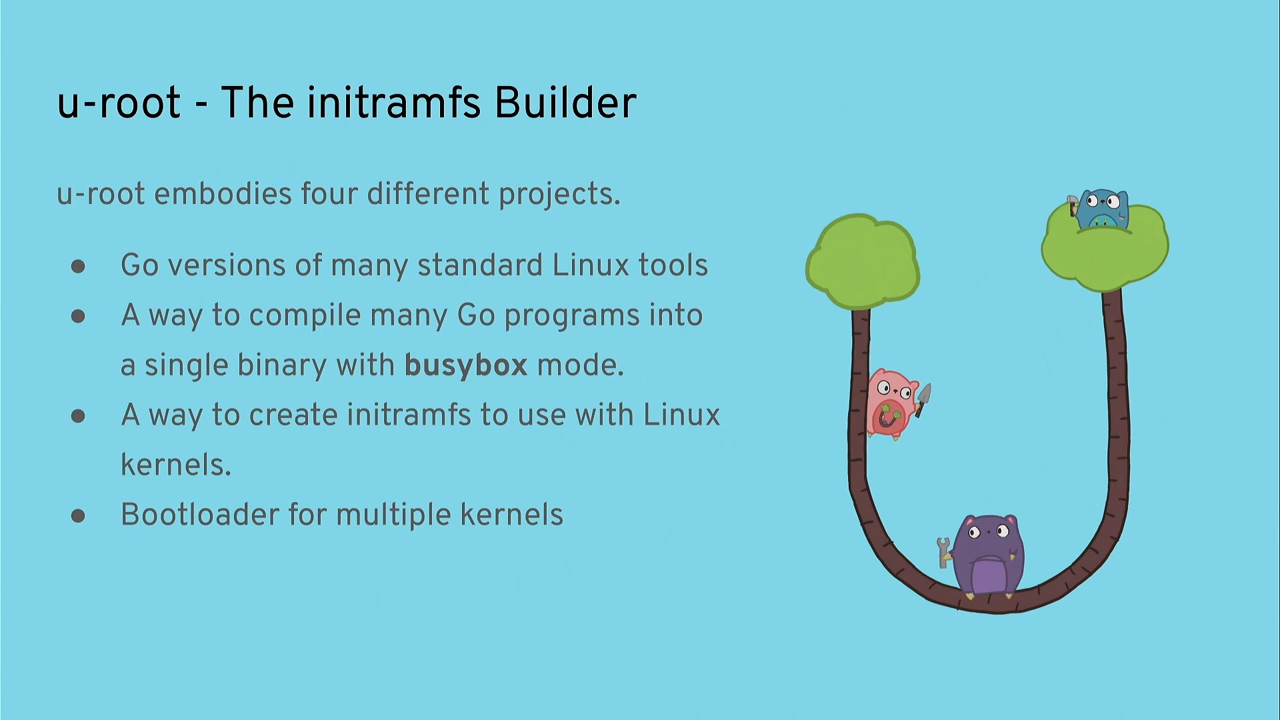 u-root - The initramfs Builder
u-root embodies four different projects.
● Go versions of many standard Linux tools
● A way to compile many Go programs into
a single binary with busybox mode.
● A way to create initramfs to use with Linux
kernels.
● Bootloader for multiple kernels